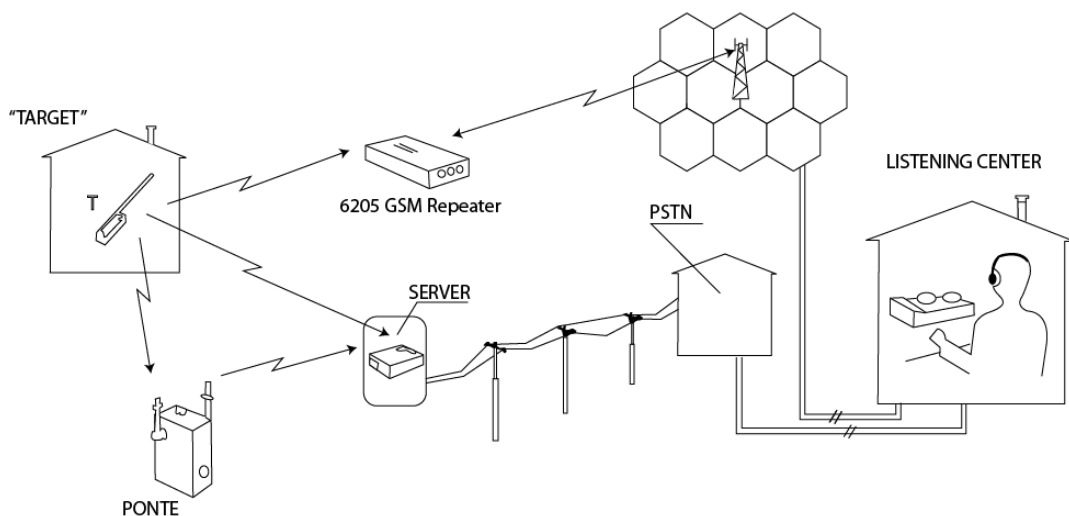 "TARGET"
T
6205 GSM Repeater
LISTENING CENTER
PSTN
SERVER
PONTE